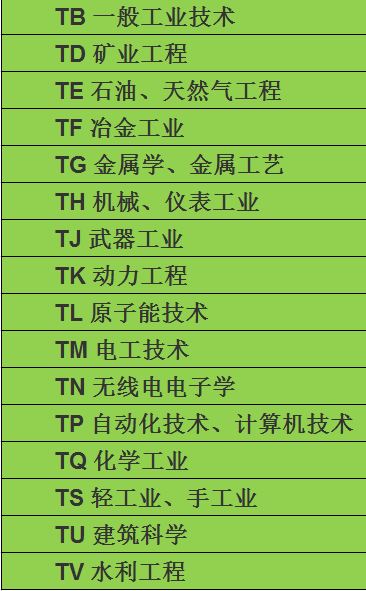 TB 一般工业技术
TD 矿业工程
TE 石油、天然气工程
TF 冶金工业
TG 金属学、金属工艺
TH 机械、仪表工业
TJ 武器工业
TK 动力工程
TL 原子能技术
TM 电工技术
TN 无线电电子学
TP 自动化技术、计算机技术
TQ 化学工业
TS 轻工业、手工业
TU 建筑科学
TV 水利工程